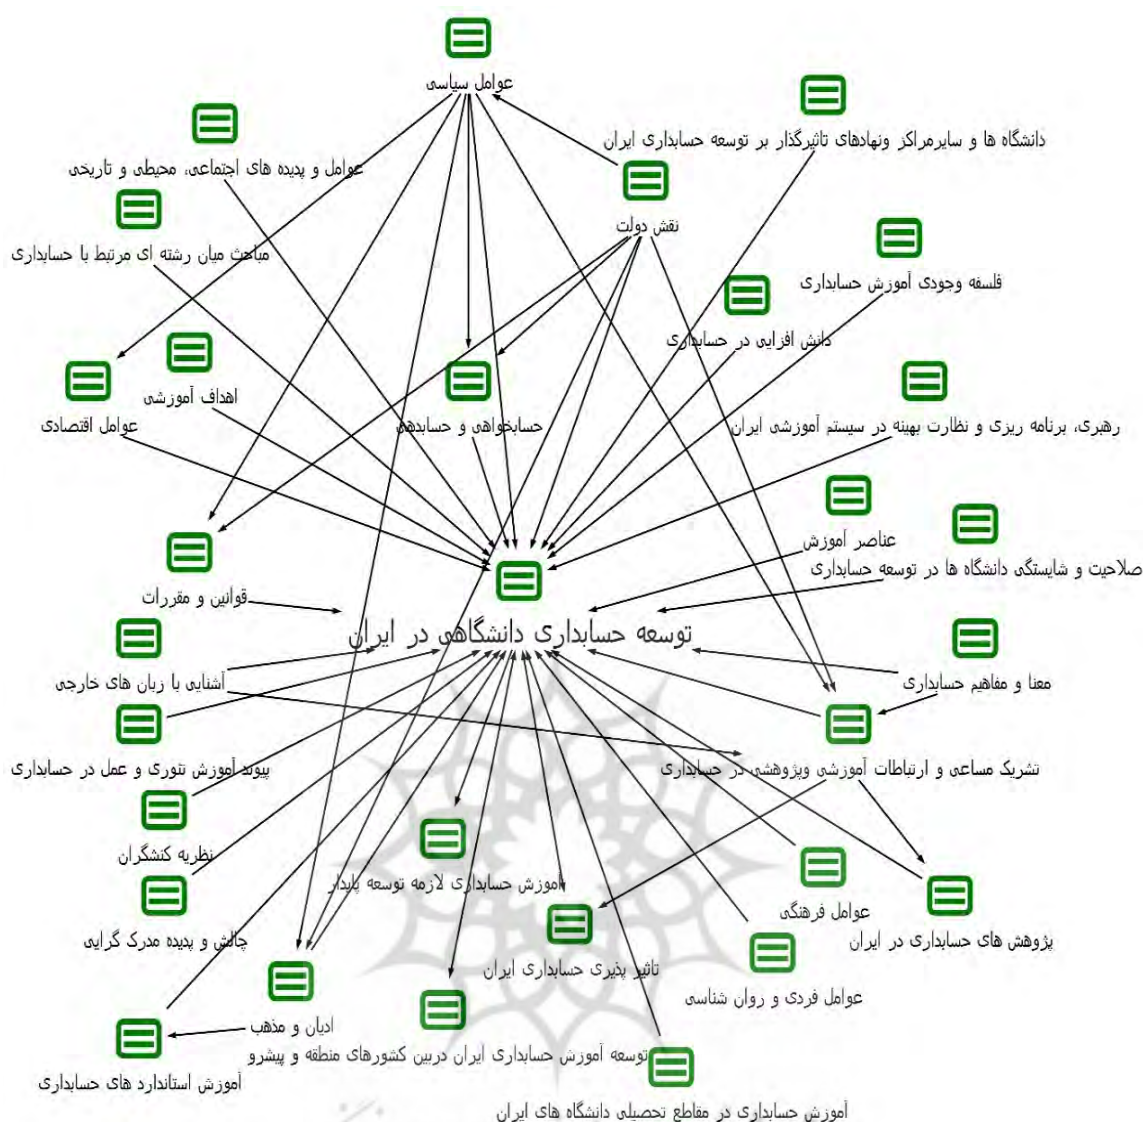 عوامل سیاسی
دانشگاه ها و سایرمراکز ونهادهای تاثیرگذار بر توسعه حسابداری ایران
عوامل و پدیده های اجتماعی، محیطی و تاریخی
نقش دولت
مباحث میان رشته ای مرتبط با حسابداری
فلسفه وجودی آموزش حسابداری
دانش افزایی در حسابداری
اهداف آموزشی
عوامل اقتصادی
حسابخواهی و حسابدهی
رهبری، برنامه ریزی و نظارت بهینه در سیستم آموزشی ایران
عناصر آموزش
صلاحیت و شایستگی دانشگاه ها در توسعه حسابداری
قوانین و مقررات
توسعه حسابداری دانشگاهی در ایران
آشنایی با زبان های خارجی
معنا و مفاهیم حسابداری
پیوند آموزش تئوری و عمل در حسابداری
تشریک مساعی و ارتباطات آموزشی وپژوهشی در حسابداری
نظریه کنشگران
آموزش حسابداری لازمه توسعه پایدار
عوامل فرهنگی
چالش و پدیده مدرک گرایی
پژوهش های حسابداری در ایران
تاثیر پذیری حسابداری ایران
عوامل فردی و روان شناسی
ادیان و مذهب
توسعه آموزش حسابداری ایران دربین کشورهای منطقه و پیشرو
آموزش استاندارد های حسابداری
آموزش حسابداری در مقاطع تحصیلی دانشگاه های ایران